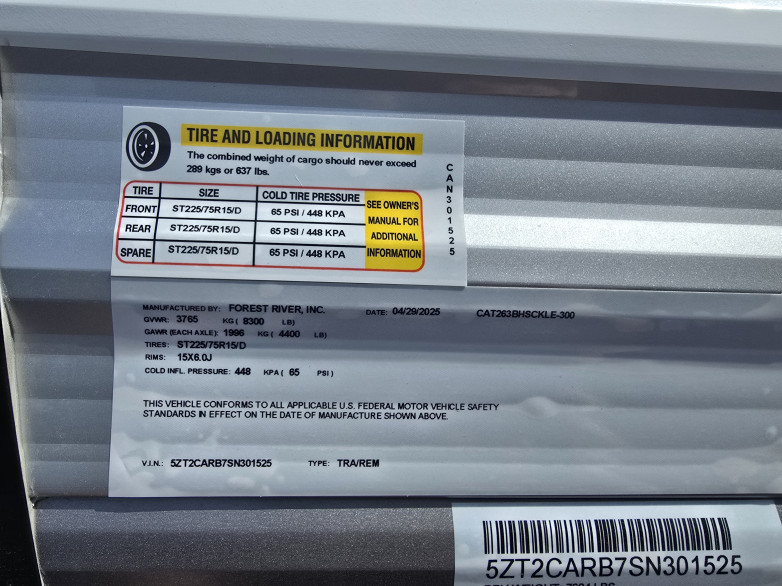 TIRE AND LOADING INFORMATION
The combined weight of cargo should never exceed
289 kgs or 637 lbs.
TIRE SIZE COLD TIRE PRESSURE SEE OWNER'S MANUAL FOR ADDITIONAL INFORMATION
FRONT ST225/75R15/D 65 PSI / 448 KPA
REAR ST225/75R15/D 65 PSI / 448 KPA
SPARE ST225/75R15/D 65 PSI / 448 KPA
CAN301525
MANUFACTURED BY: FOREST RIVER, INC. DATE: 04/29/2025 CAT263BHSCKLE-300
GVWR: 3765 KG ( 8300 LB)
GAWR (EACH AXLE): 1996 KG ( 4400 LB)
TIRES: ST225/75R15/D
RIMS: 15X6.0J
COLD INFL. PRESSURE: 448 KPA ( 65 PSI )
THIS VEHICLE CONFORMS TO ALL APPLICABLE U.S. FEDERAL MOTOR VEHICLE SAFETY
STANDARDS IN EFFECT ON THE DATE OF MANUFACTURE SHOWN ABOVE.
V.I.N.: 5ZT2CARB7SN301525 TYPE: TRA/REM
5ZT2CARB7SN301525